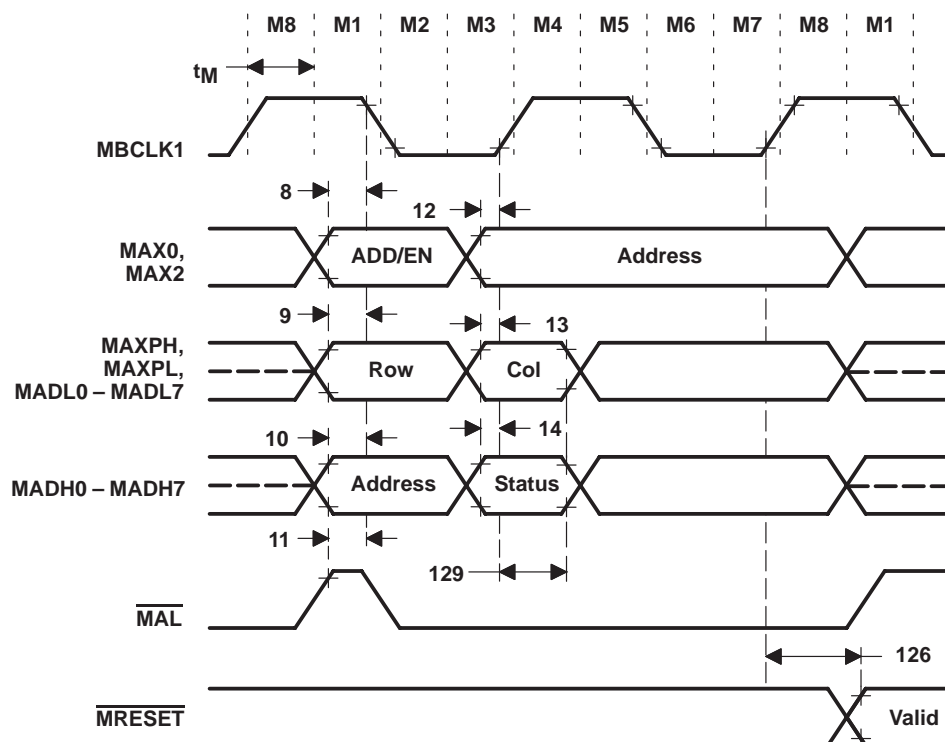 M8 M1 M2 M3 M4 M5 M6 M7 M8 M1
tM
MBCLK1
8
12
MAX0,
MAX2
ADD/EN
Address
9
13
MAXPH,
MAXPL,
MADL0 – MADL7
Row
Col
10
14
MADH0 – MADH7
Address
Status
11
129
MAL
126
MRESET
Valid